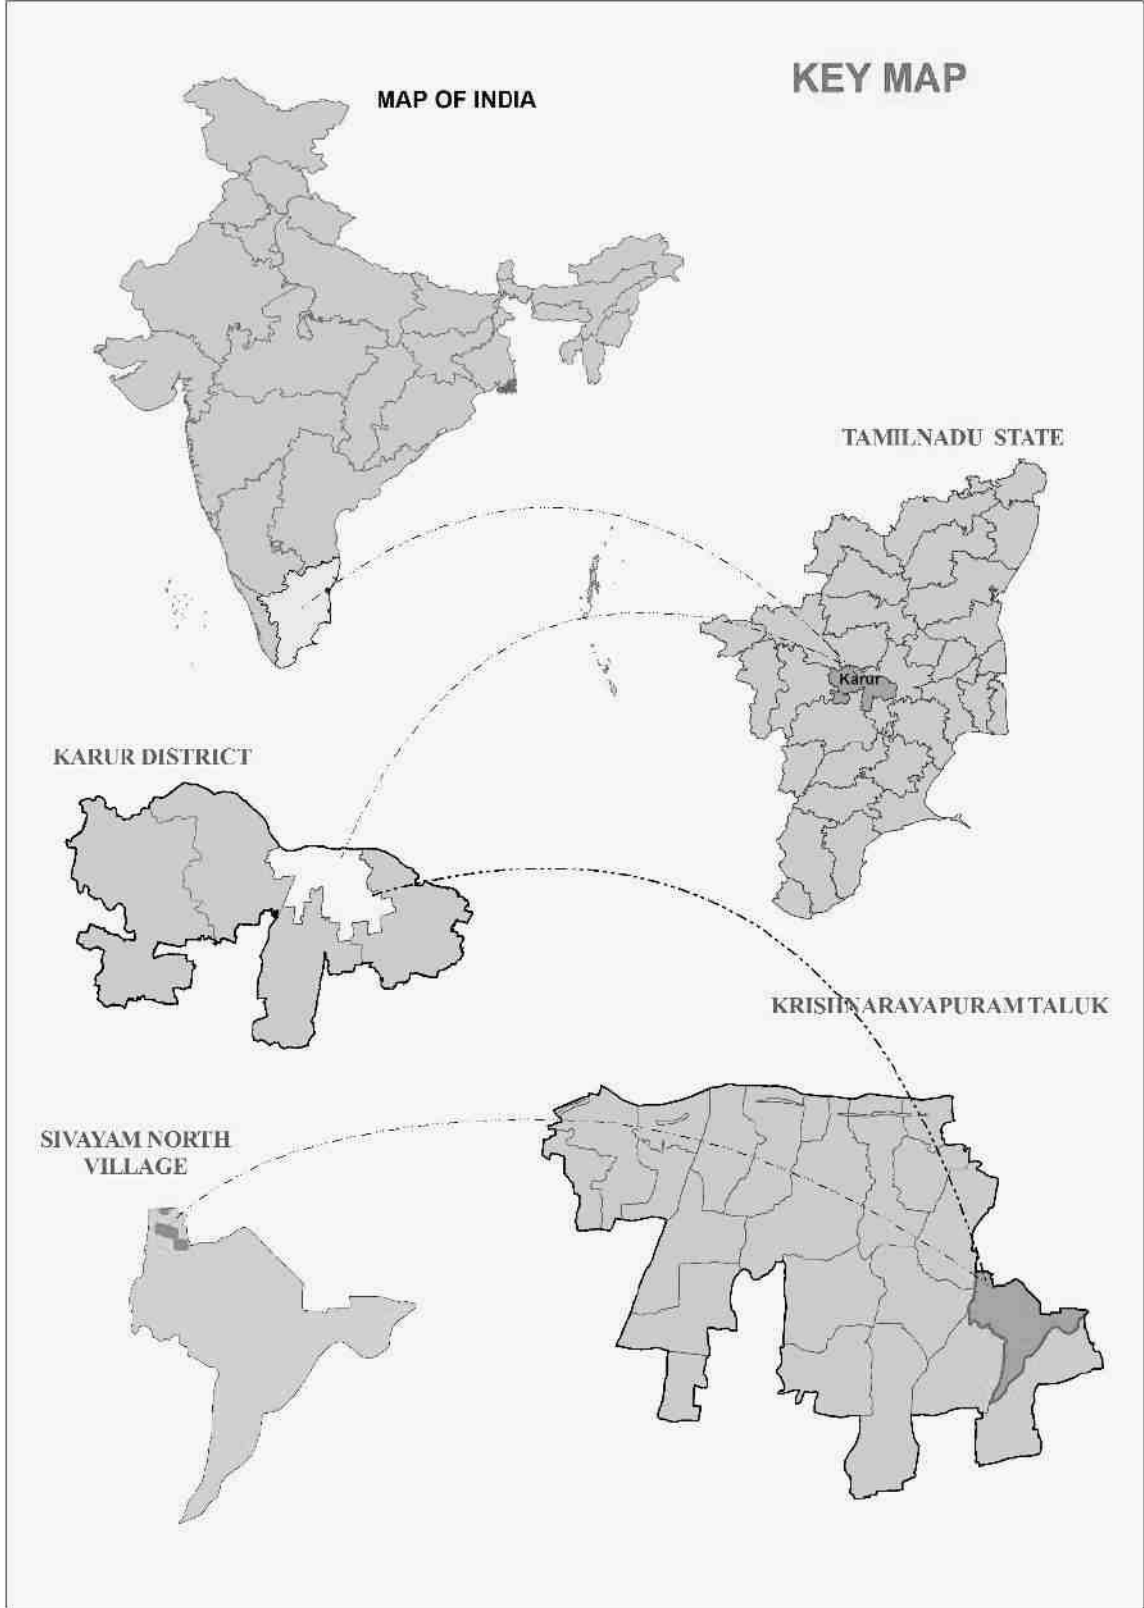 KEY MAP
MAP OF INDIA
TAMILNADU STATE
Karur
KARUR DISTRICT
KRISHNARAYAPURAM TALUK
SIVAYAM NORTH
VILLAGE